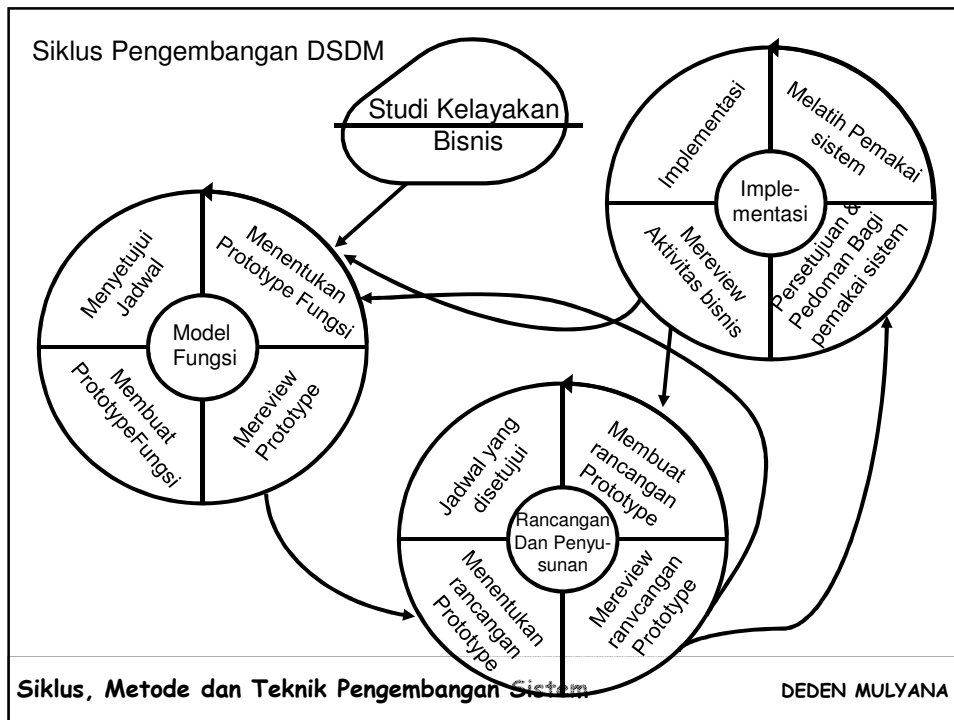 Siklus Pengembangan DSDM
Studi Kelayakan
Bisnis
Implementasi
Melatih Pemakai
sistem
Imple-
mentasi
Mereview
Aktivitas bisnis
Persetujuan &
Pedoman Bagi
pemakai sistem
Menyetujui
Jadwal
Menentukan
Prototype Fungsi
Model
Fungsi
Membuat
PrototypeFungsi
Mereview
Prototype
Jadwal yang
disetujui
Membuat
rancangan
Prototype
Rancangan
Dan Penyu-
sunan
Menentukan
rancangan
Prototype
Mereview
ranvcangan
Prototype
Siklus, Metode dan Teknik Pengembangan Sistem
DEDEN MULYANA